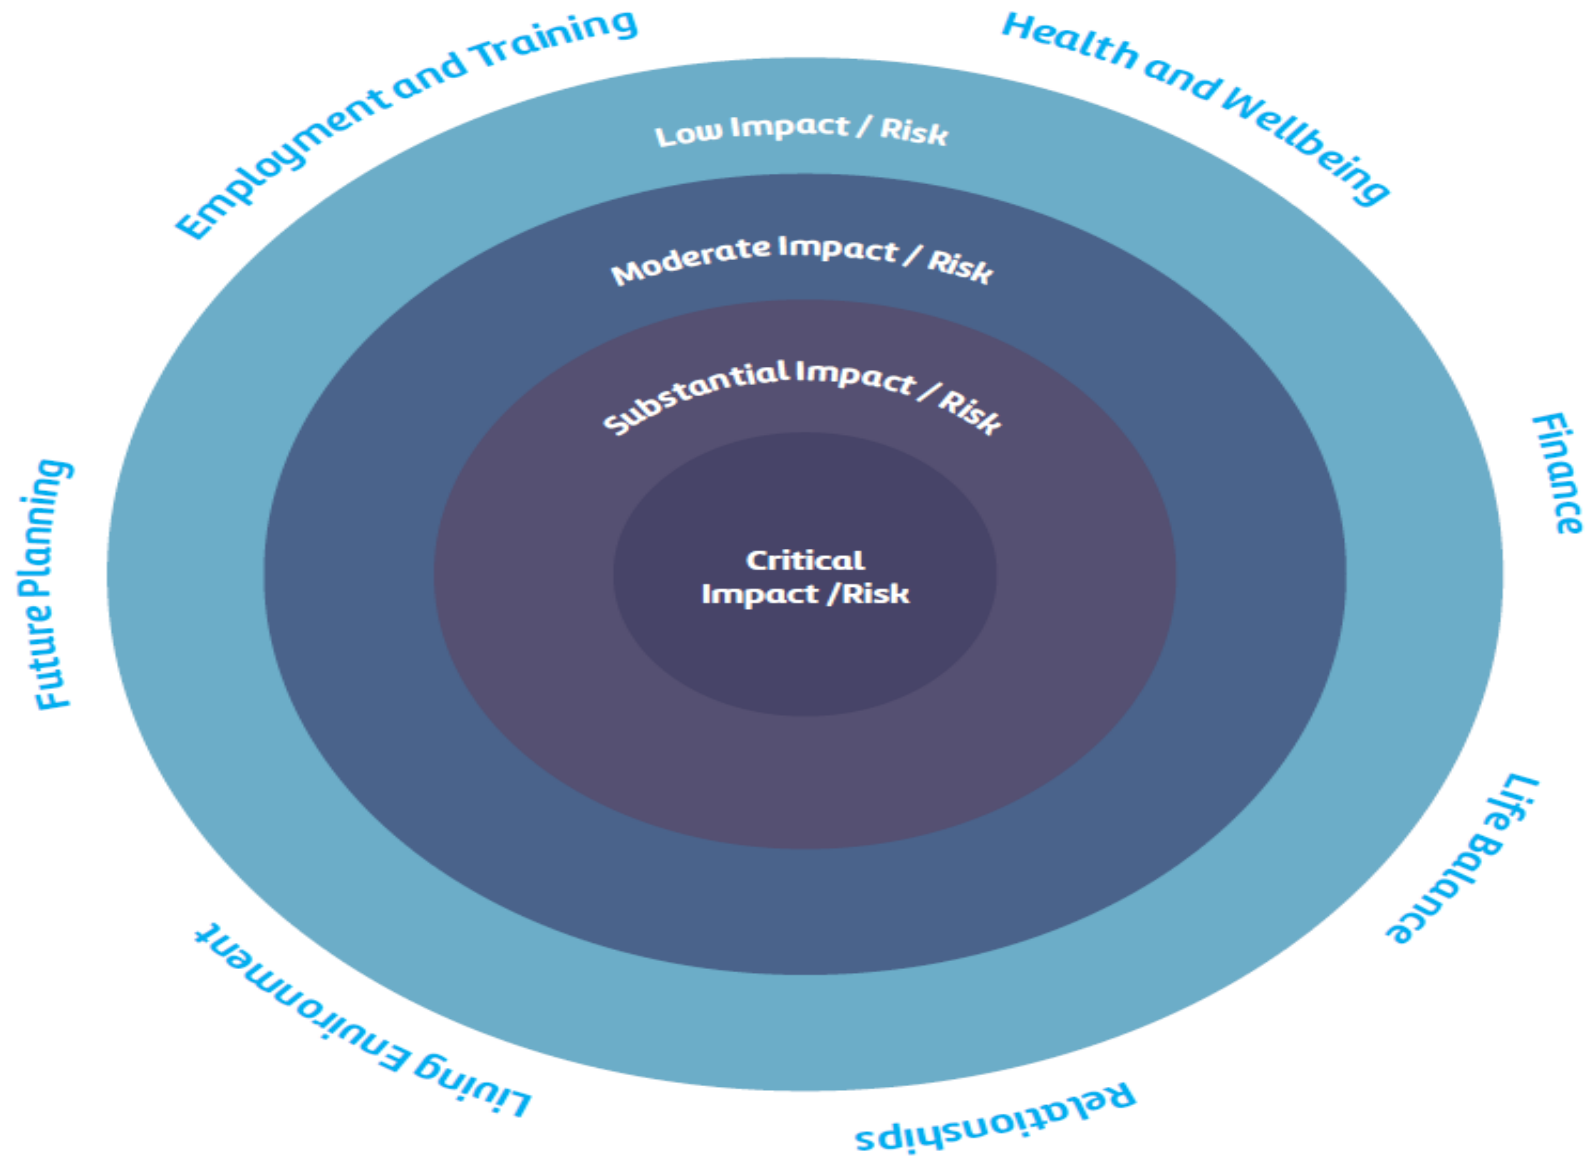 Employment and Training
Health and Wellbeing
Low Impact / Risk
Moderate Impact / Risk
Substantial Impact / Risk
Critical
Impact /Risk
Finance
Life Balance
Relationships
Living Environment
Future Planning